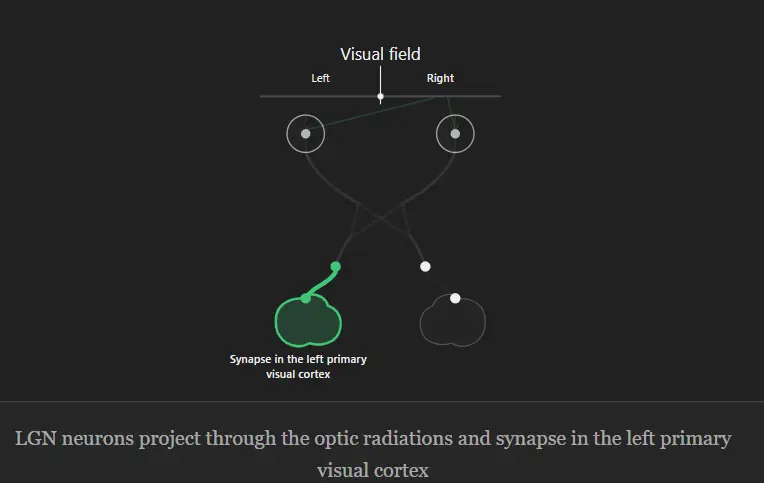 Visual field
Left
Right
Synapse in the left primary
visual cortex
LGN neurons project through the optic radiations and synapse in the left primary
visual cortex